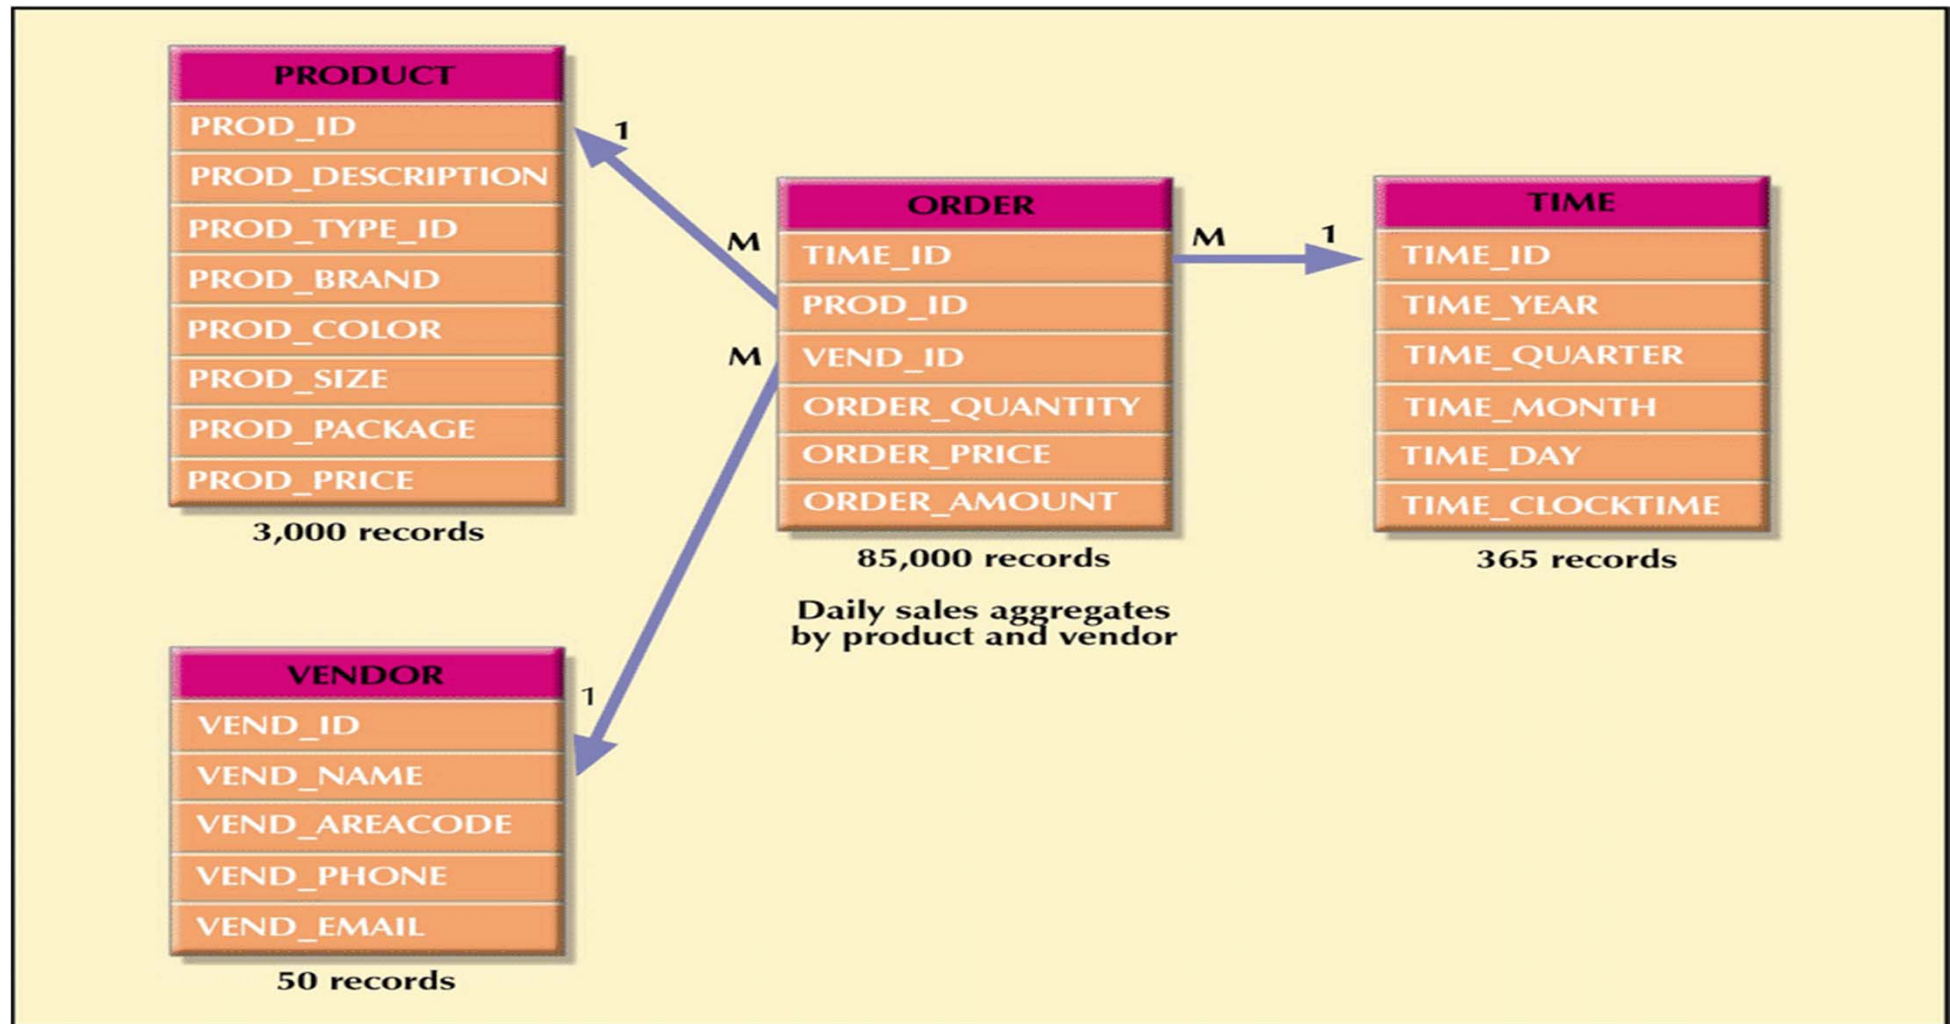 PRODUCT
PROD_ID
PROD_DESCRIPTION
PROD_TYPE_ID
PROD_BRAND
PROD_COLOR
PROD_SIZE
PROD_PACKAGE
PROD_PRICE
3,000 records
1
M
M
1
ORDER
TIME_ID
PROD_ID
VEND_ID
ORDER_QUANTITY
ORDER_PRICE
ORDER_AMOUNT
85,000 records
Daily sales aggregates
by product and vendor
M
1
TIME
TIME_ID
TIME_YEAR
TIME_QUARTER
TIME_MONTH
TIME_DAY
TIME_CLOCKTIME
365 records
VENDOR
VEND_ID
VEND_NAME
VEND_AREACODE
VEND_PHONE
VEND_EMAIL
50 records